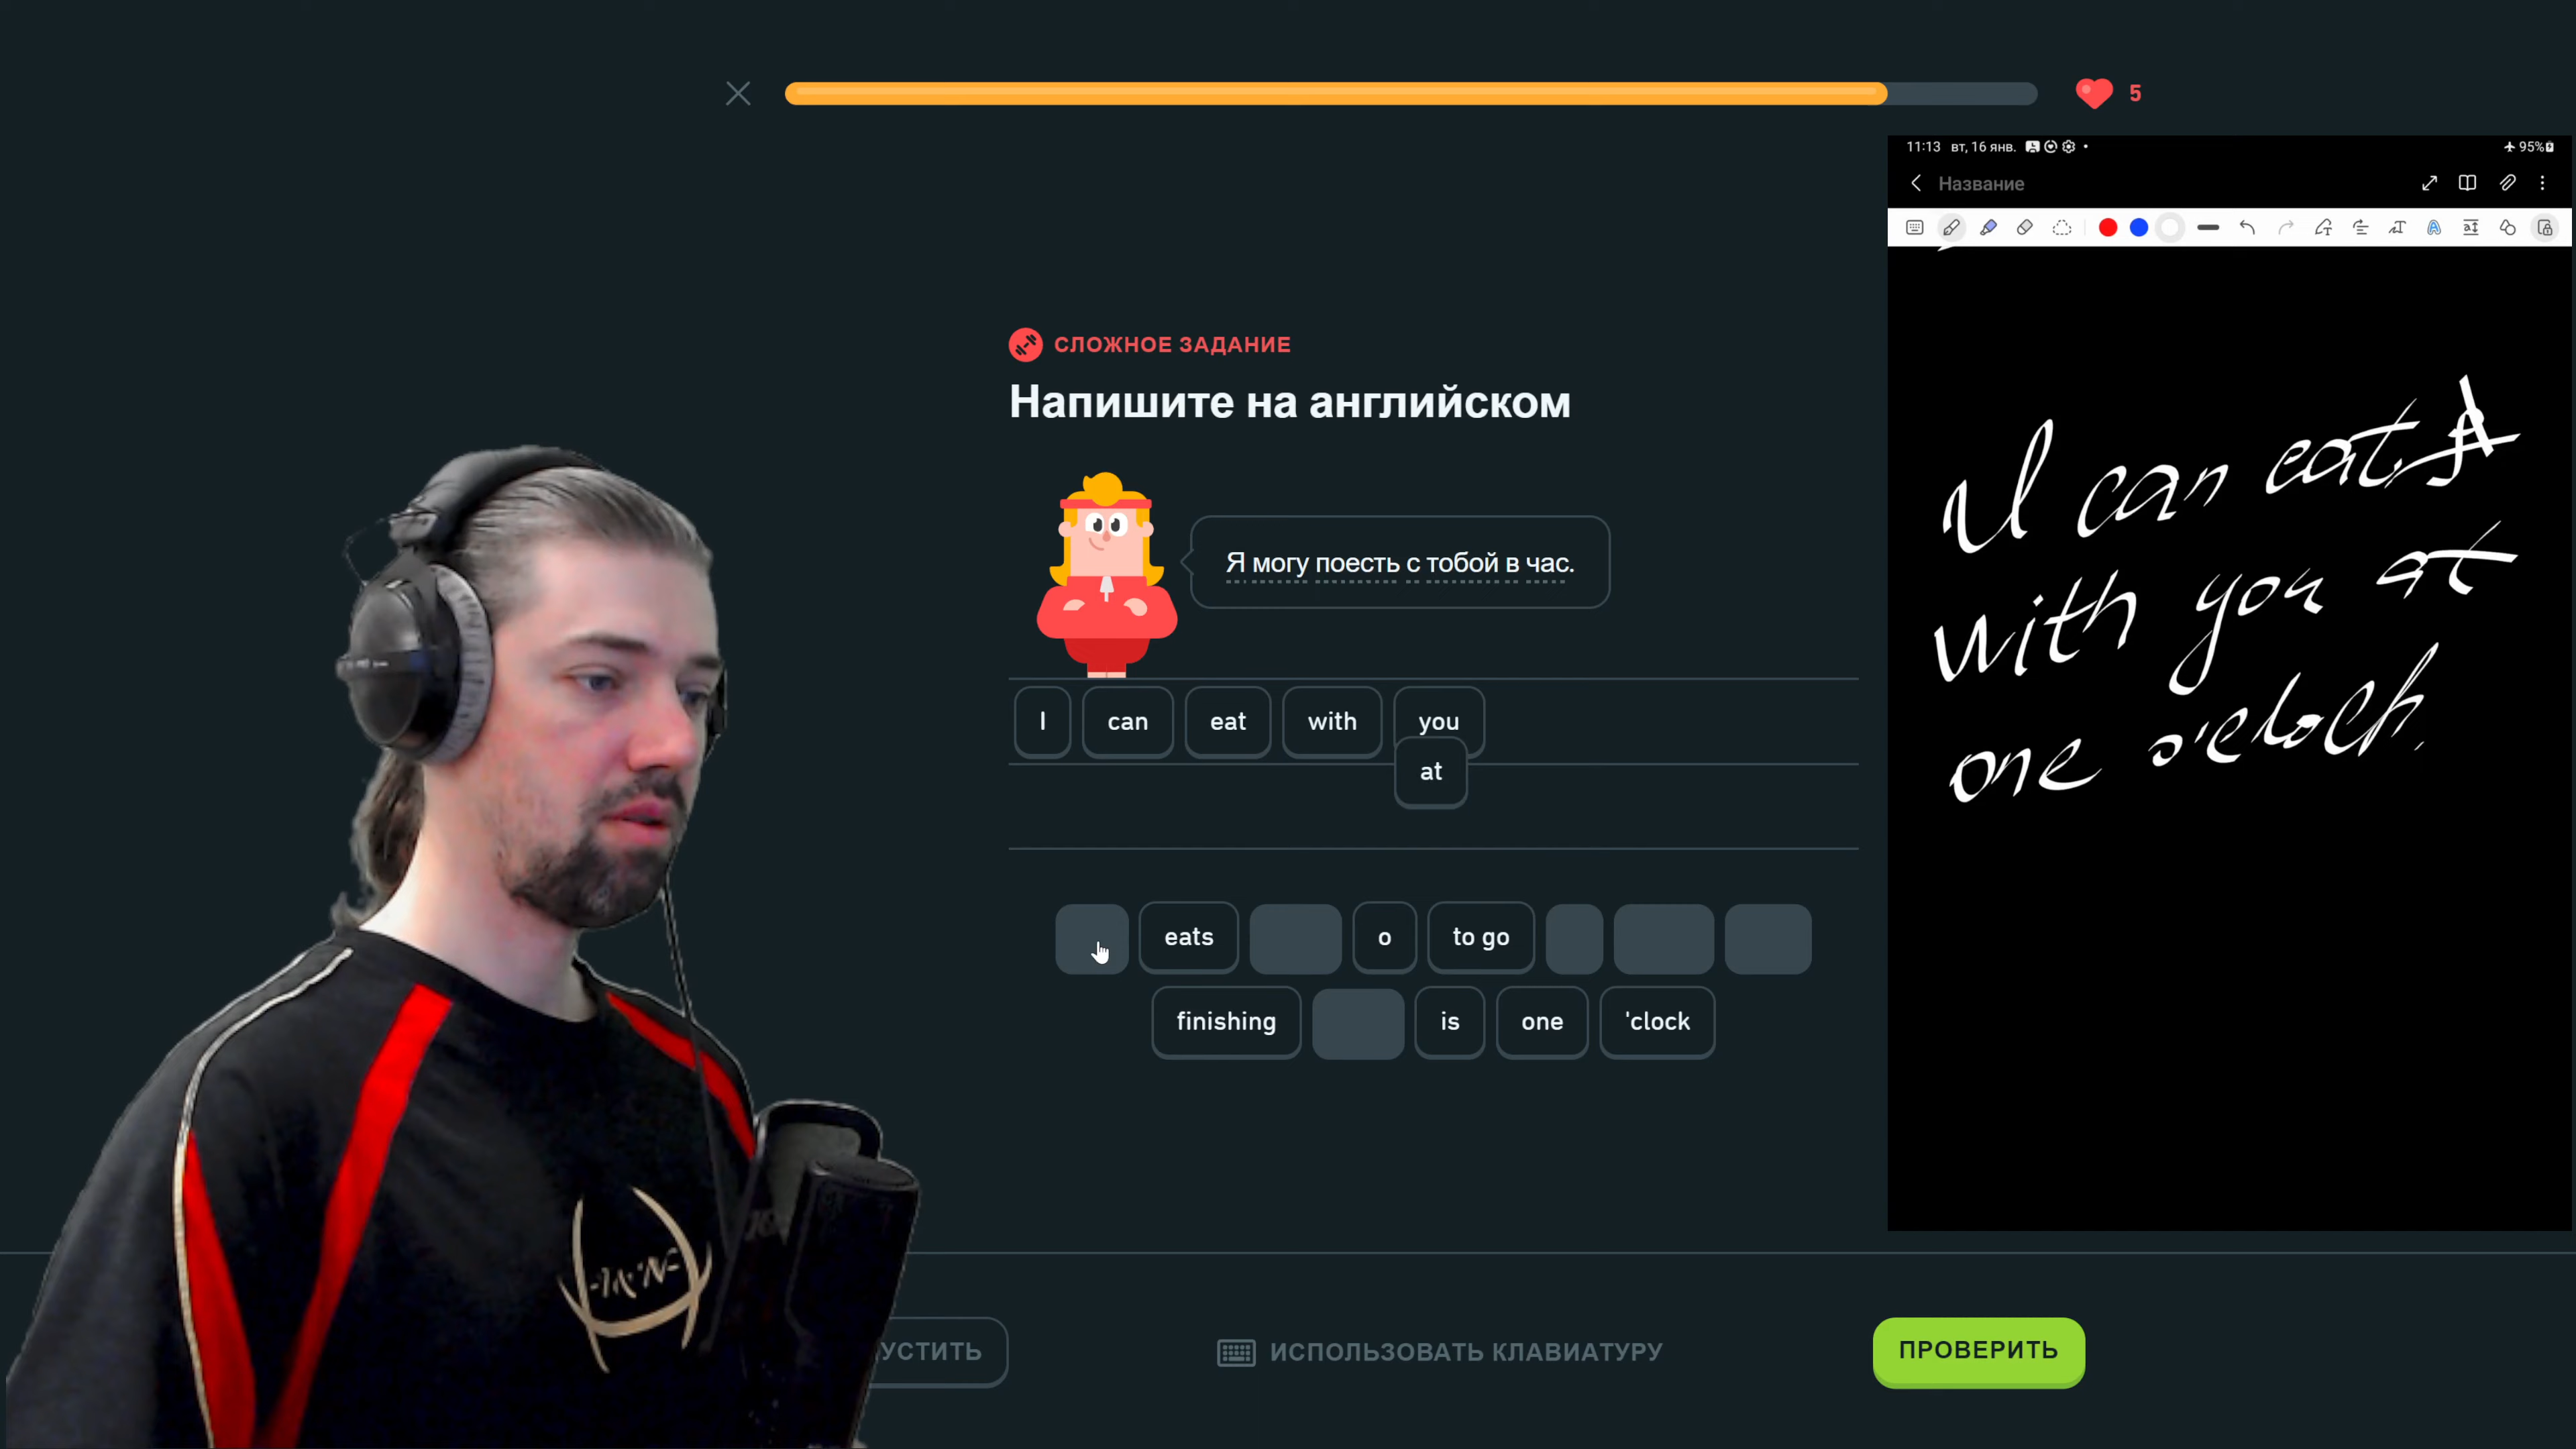 5
11:13 вт, 16 янв. 95%
Название
СЛОЖНОЕ ЗАДАНИЕ
Напишите на английском
Я могу поесть с тобой в час.
I can eat with you
at
eats o to go
finishing is one 'clock
I can eat
with you at
one o'clock.
УСТИТЬ
ИСПОЛЬЗОВАТЬ КЛАВИАТУРУ
ПРОВЕРИТЬ